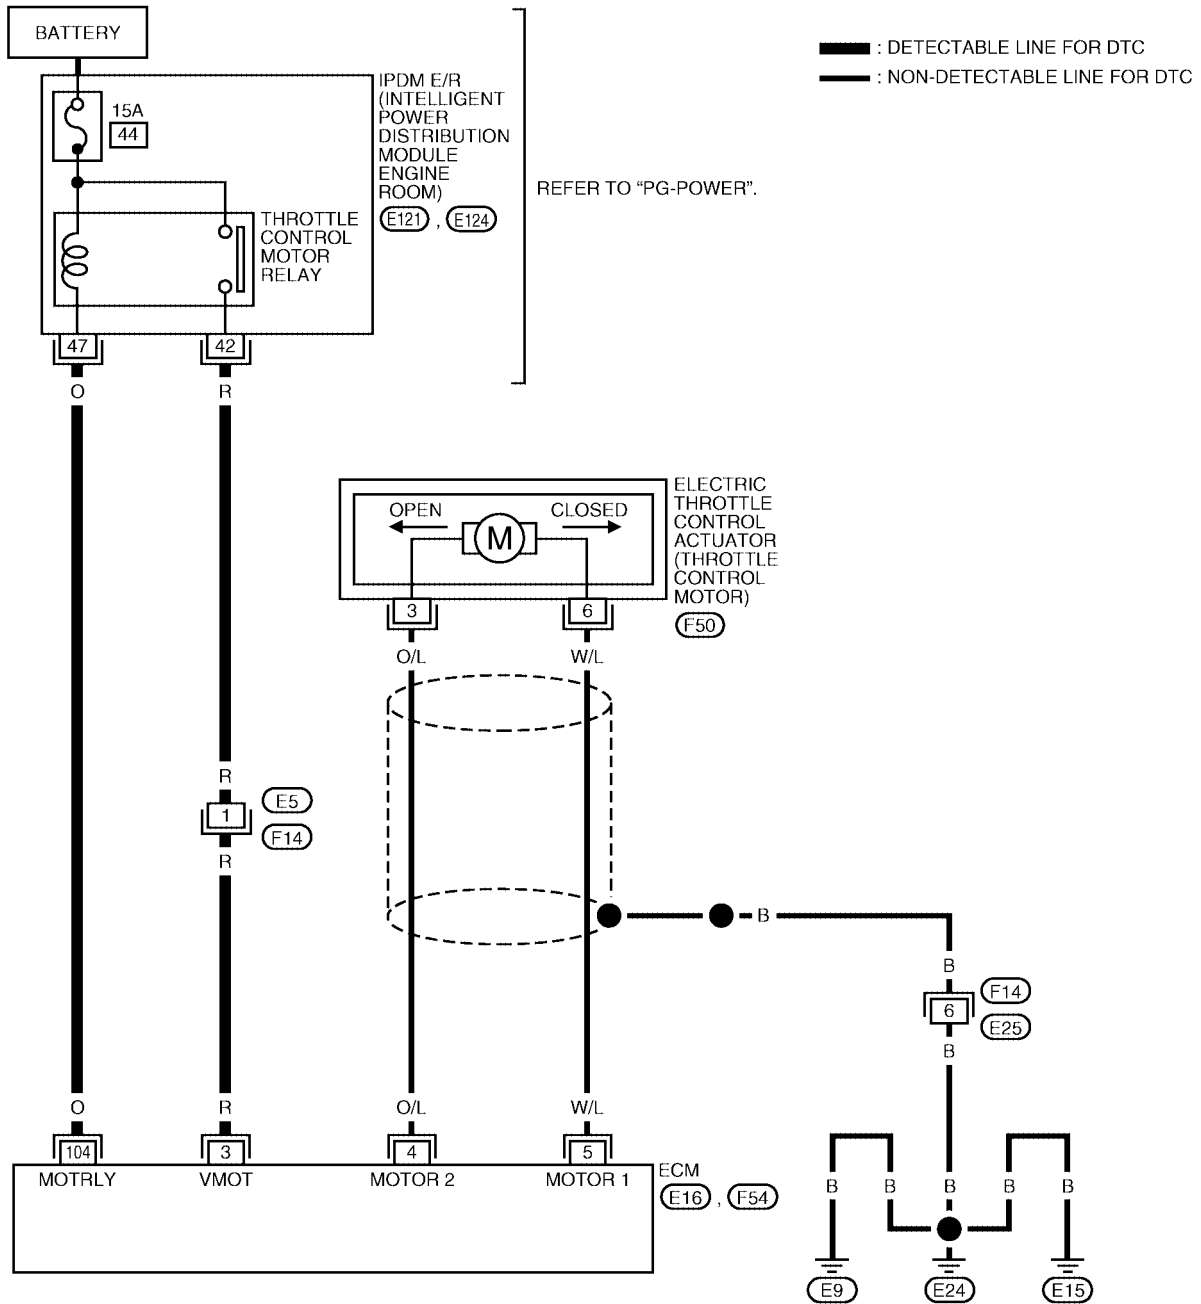 BATTERY
: DETECTABLE LINE FOR DTC
: NON-DETECTABLE LINE FOR DTC
15A
44
IPDM E/R
(INTELLIGENT
POWER
DISTRIBUTION
MODULE
ENGINE
ROOM)
E121 , E124
REFER TO “PG-POWER”.
THROTTLE
CONTROL
MOTOR
RELAY
47
42
O
R
OPEN
CLOSED
M
ELECTRIC
THROTTLE
CONTROL
ACTUATOR
(THROTTLE
CONTROL
MOTOR)
F50
3
6
O/L
W/L
R
1
E5
F14
R
B
B
6
F14
E25
B
O
R
O/L
W/L
104
3
4
5
MOTRLY
VMOT
MOTOR 2
MOTOR 1
ECM
E16 , F54
B
B
B
B
B
E9
E24
E15